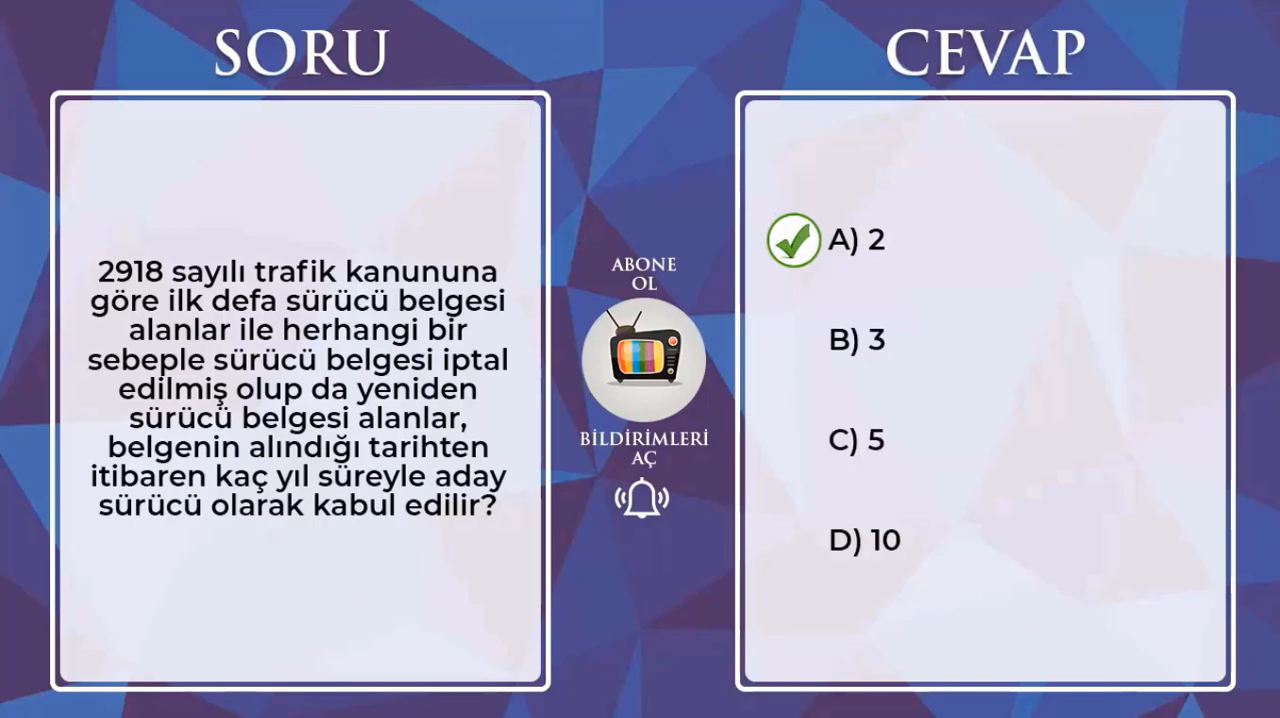 SORU
2918 sayılı trafik kanununa
göre ilk defa sürücü belgesi
alanlar ile herhangi bir
sebeple sürücü belgesi iptal
edilmiş olup da yeniden
sürücü belgesi alanlar,
belgenin alındığı tarihten
itibaren kaç yıl süreyle aday
sürücü olarak kabul edilir?
ABONE
OL
BİLDİRİMLERİ
AÇ
CEVAP
A) 2
B) 3
C) 5
D) 10